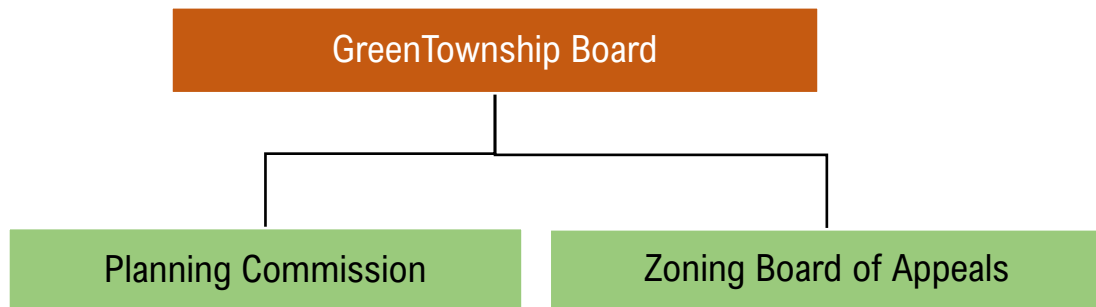 GreenTownship Board
Planning Commission
Zoning Board of Appeals